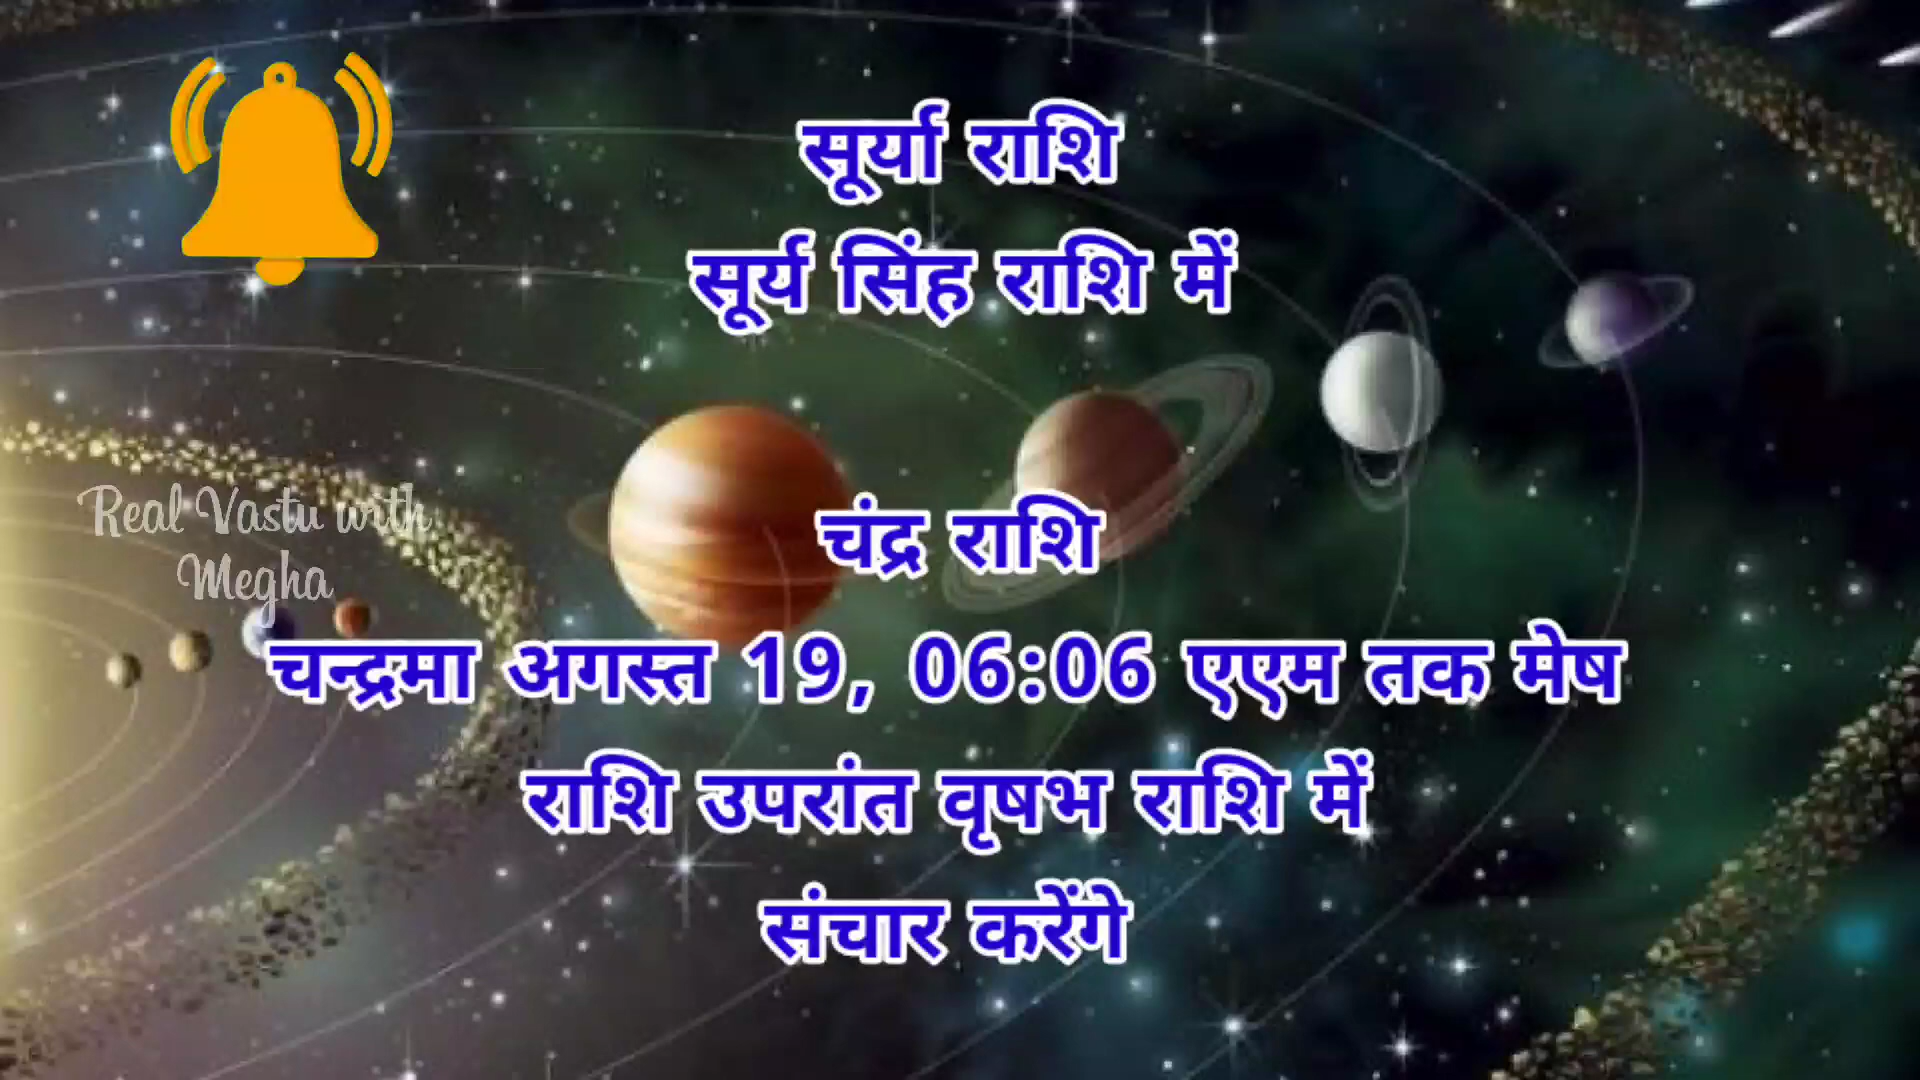 सूर्या राशि
सूर्य सिंह राशि में
चंद्र राशि
Real Vastu with
Megha
चन्द्रमा अगस्त 19, 06:06 एएम तक मेष
राशि उपरांत वृषभ राशि में
संचार करेंगे